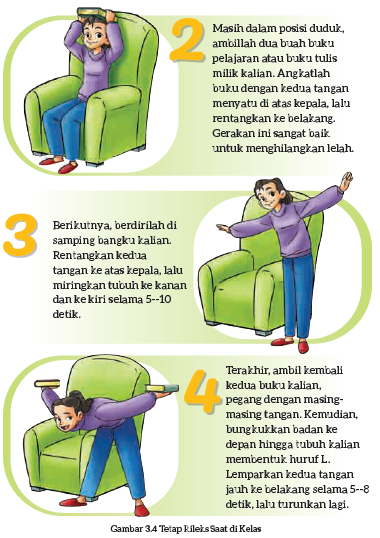 2
Masih dalam posisi duduk,
ambillah dua buah buku
pelajaran atau buku tulis
milik kalian. Angkatlah
buku dengan kedua tangan
menyatu di atas kepala, lalu
rentangkan ke belakang.
Gerakan ini sangat baik
untuk menghilangkan lelah.
3
Berikutnya, berdirilah di
samping bangku kalian.
Rentangkan kedua
tangan ke atas kepala, lalu
miringkan tubuh ke kanan
dan ke kiri selama 5--10
detik.
4
Terakhir, ambil kembali
kedua buku kalian,
pegang dengan masing-
masing tangan. Kemudian,
bungkukkan badan ke
depan hingga tubuh kalian
membentuk huruf L.
Lemparkan kedua tangan
jauh ke belakang selama 5--8
detik, lalu turunkan lagi.
Gambar 3.4 Tetap Rileks Saat di Kelas